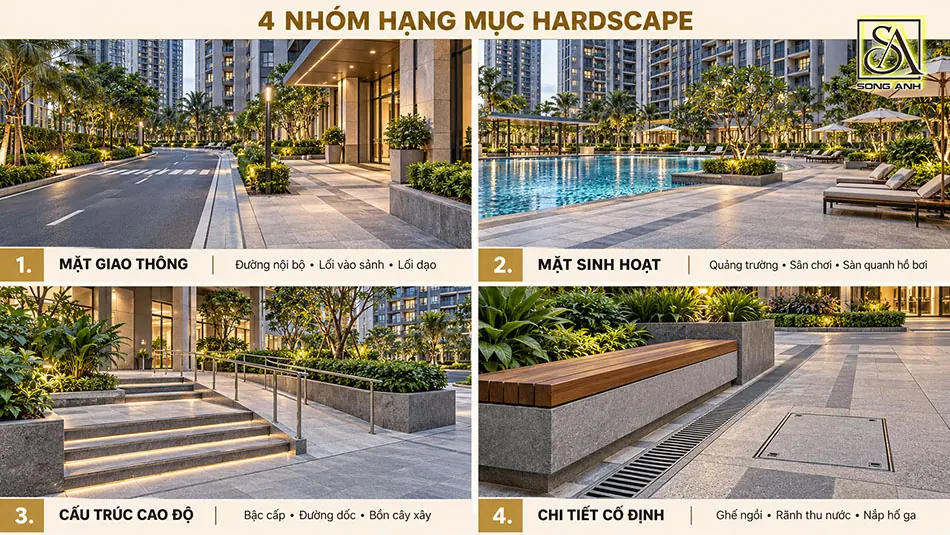 4 NHÓM HẠNG MỤC HARDSCAPE
SA
SONG ANH
1. MẶT GIAO THÔNG | Đường nội bộ • Lối vào sảnh • Lối dạo
2. MẶT SINH HOẠT | Quảng trường • Sân chơi • Sàn quanh hồ bơi
3. CẤU TRÚC CAO ĐỘ | Bậc cấp • Đường dốc • Bồn cây xây
4. CHI TIẾT CỐ ĐỊNH | Ghế ngồi • Rãnh thu nước • Nắp hố ga